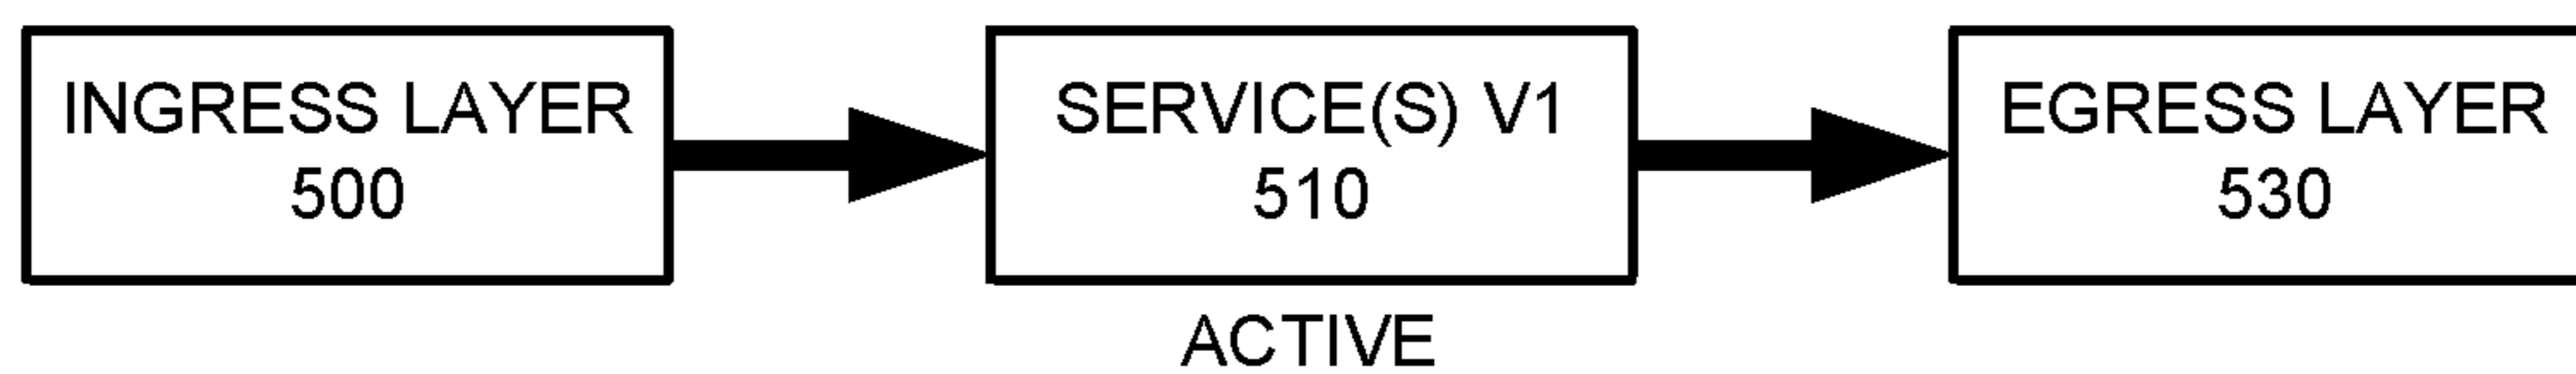 INGRESS LAYER
500
SERVICE(S) V1
510
ACTIVE
EGRESS LAYER
530